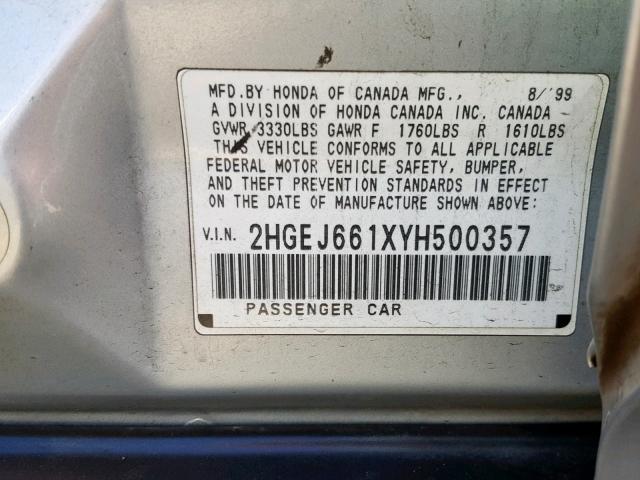 MFD.BY HONDA OF CANADA MFG., 8/'99
A DIVISION OF HONDA CANADA INC. CANADA
GVWR 3330LBS GAWR F 1760LBS R 1610LBS
THIS VEHICLE CONFORMS TO ALL APPLICABLE
FEDERAL MOTOR VEHICLE SAFETY, BUMPER,
AND THEFT PREVENTION STANDARDS IN EFFECT
ON THE DATE OF MANUFACTURE SHOWN ABOVE:
V.I.N. 2HGEJ661XYH500357
PASSENGER CAR